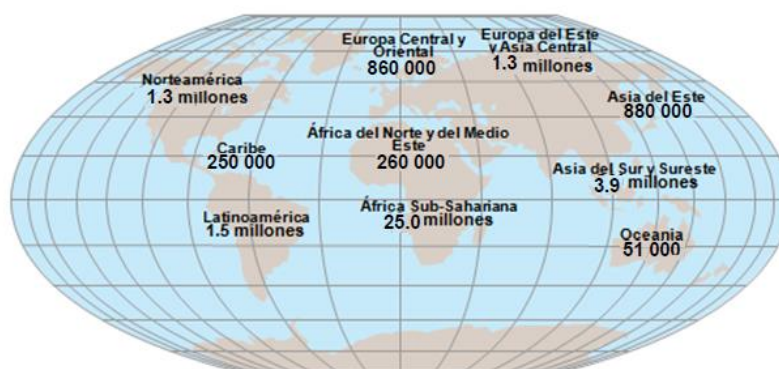 Europa Central y
Oriental
860 000
Europa del Este
y Asia Central
1.3 millones
Norteamérica
1.3 millones
Asia del Este
880 000
Caribe
250 000
África del Norte y del Medio
Este
260 000
Asia del Sur y Sureste
3.9 millones
Latinoamérica
1.5 millones
África Sub-Sahariana
25.0 millones
Oceania
51 000